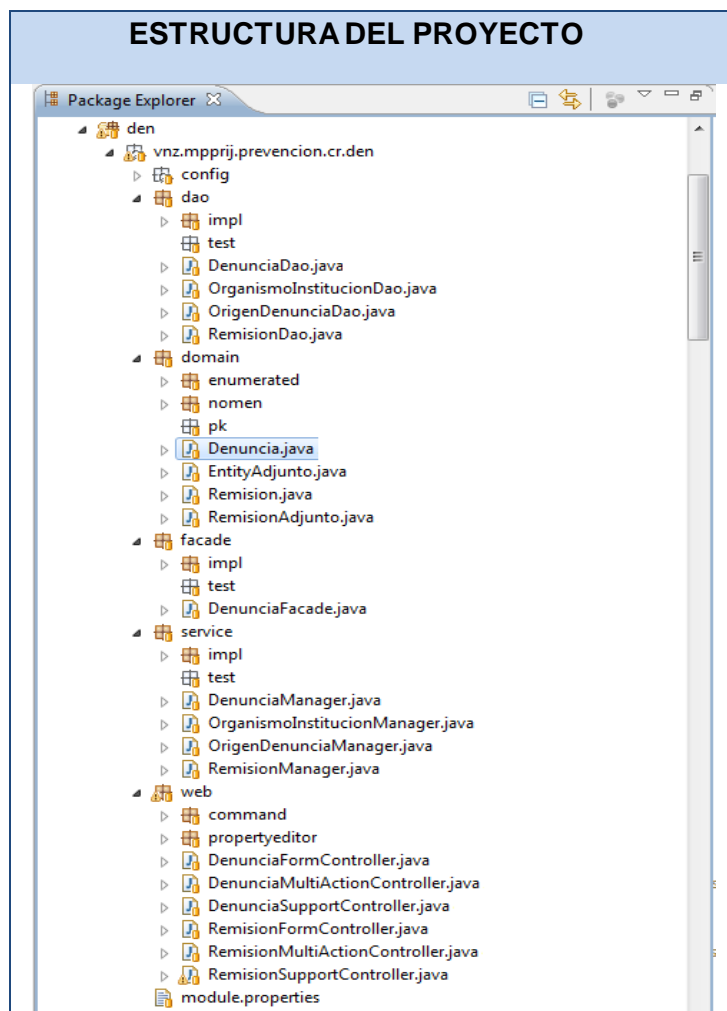 ESTRUCTURA DEL PROYECTO
Package Explorer
den
vnz.mpprij.prevencion.cr.den
config
dao
impl
test
DenunciaDao.java
OrganismoInstitucionDao.java
OrigenDenunciaDao.java
RemisionDao.java
domain
enumerated
nomen
pk
Denuncia.java
EntityAdjunto.java
Remision.java
RemisionAdjunto.java
facade
impl
test
DenunciaFacade.java
service
impl
test
DenunciaManager.java
OrganismoInstitucionManager.java
OrigenDenunciaManager.java
RemisionManager.java
web
command
propertyeditor
DenunciaFormController.java
DenunciaMultiActionController.java
DenunciaSupportController.java
RemisionFormController.java
RemisionMultiActionController.java
RemisionSupportController.java
module.properties